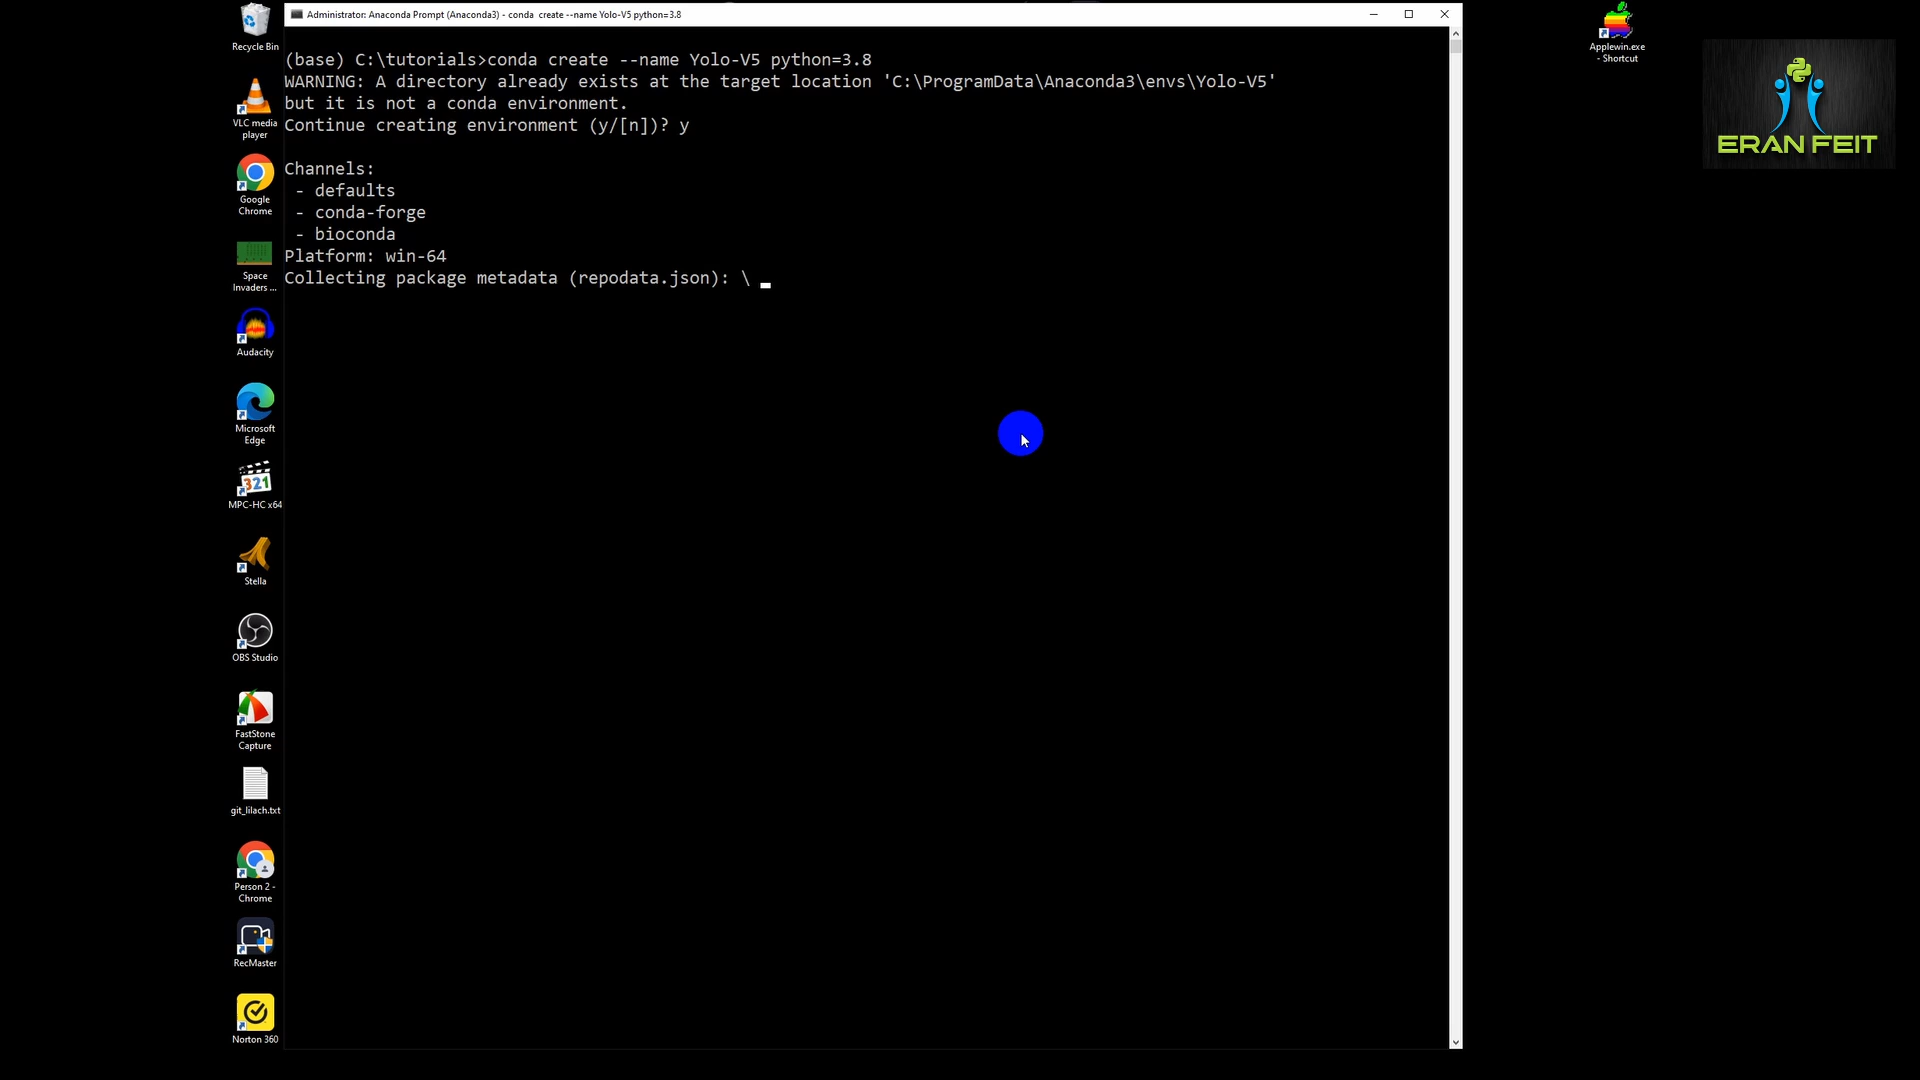 Administrator: Anaconda Prompt (Anaconda3) - conda  create --name Yolo-V5 python=3.8
(base) C:\tutorials>conda create --name Yolo-V5 python=3.8
WARNING: A directory already exists at the target location 'C:\ProgramData\Anaconda3\envs\Yolo-V5'
but it is not a conda environment.
Continue creating environment (y/[n])? y
Channels:
 - defaults
 - conda-forge
 - bioconda
Platform: win-64
Collecting package metadata (repodata.json): \
Recycle Bin
VLC media
player
Google
Chrome
Space
Invaders ...
Audacity
Microsoft
Edge
321
MPC-HC x64
Stella
OBS Studio
FastStone
Capture
git_lilach.txt
Person 2 -
Chrome
RecMaster
Norton 360
Applewin.exe
- Shortcut
ERAN FEIT